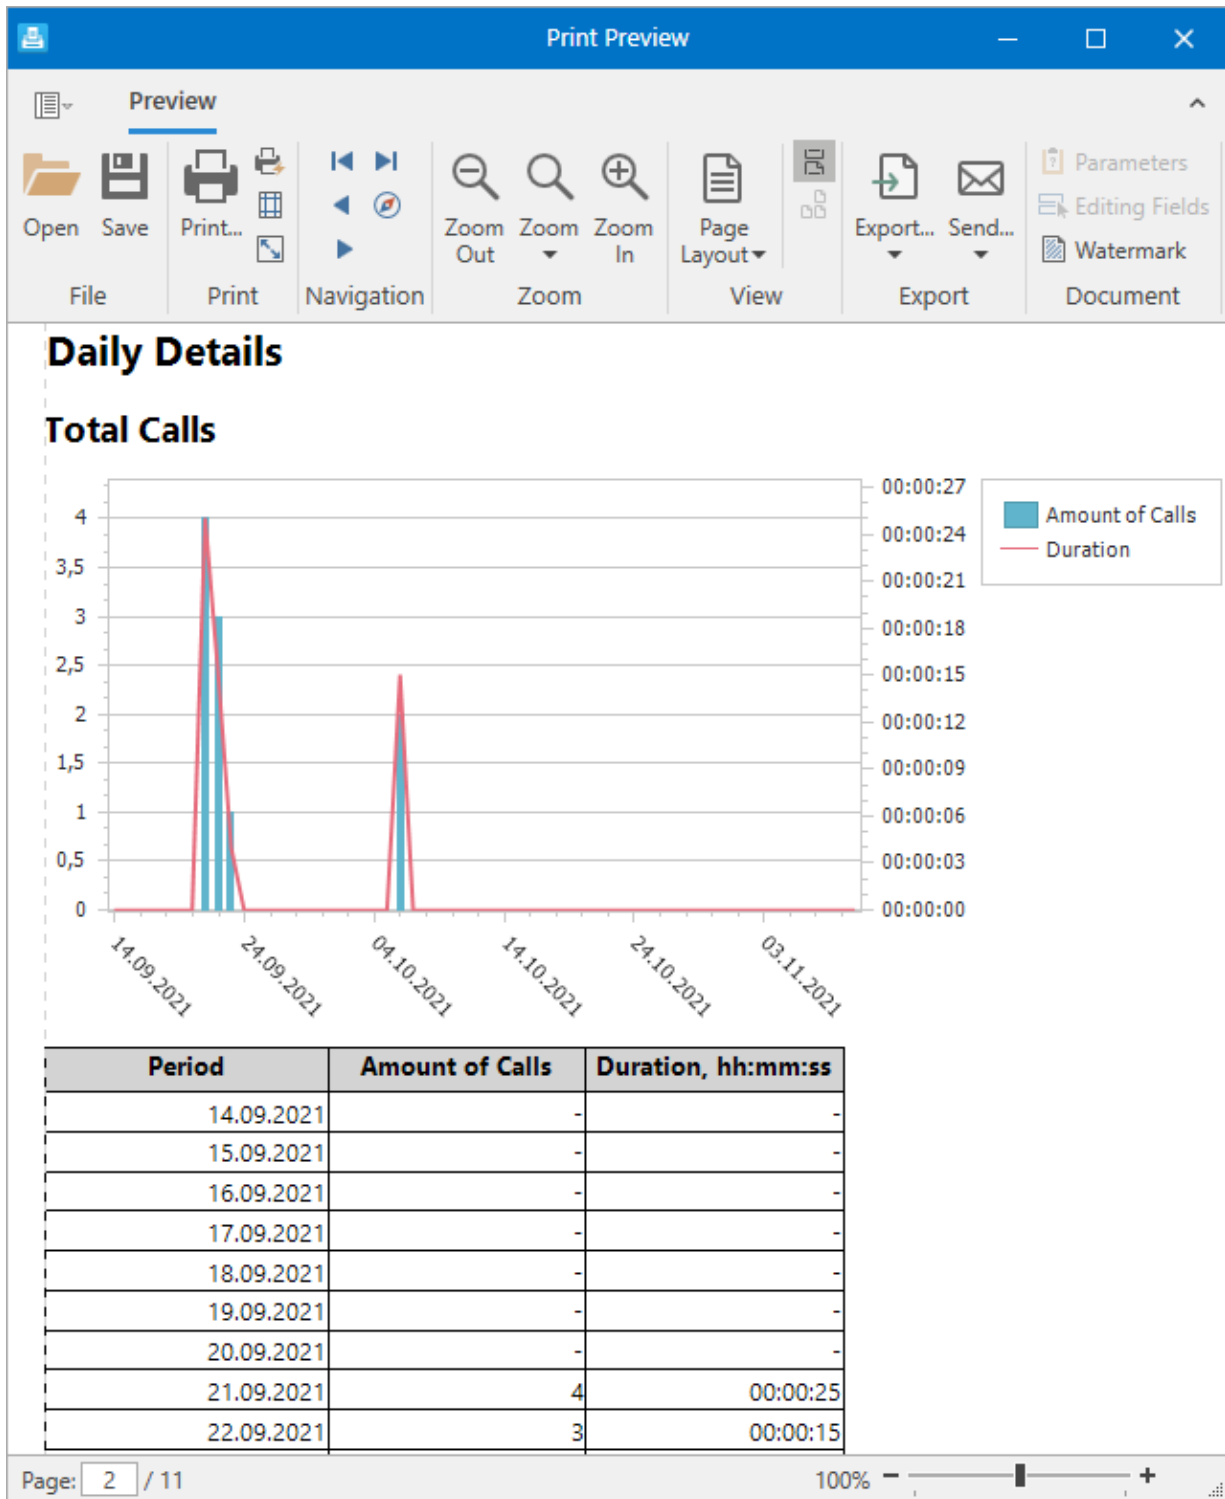 Print Preview
Preview
Open Save Print... Zoom Out Zoom Zoom In Page Layout Export... Send... Parameters
Editing Fields
Watermark
File Print Navigation Zoom View Export Document
Daily Details
Total Calls
4
3,5
3
2,5
2
1,5
1
0,5
0
00:00:27
00:00:24
00:00:21
00:00:18
00:00:15
00:00:12
00:00:09
00:00:06
00:00:03
00:00:00
Amount of Calls
Duration
14.09.2021 24.09.2021 04.10.2021 14.10.2021 24.10.2021 03.11.2021
Period Amount of Calls Duration, hh:mm:ss
14.09.2021 - -
15.09.2021 - -
16.09.2021 - -
17.09.2021 - -
18.09.2021 - -
19.09.2021 - -
20.09.2021 - -
21.09.2021 4 00:00:25
22.09.2021 3 00:00:15
Page: 2 / 11 100% − +